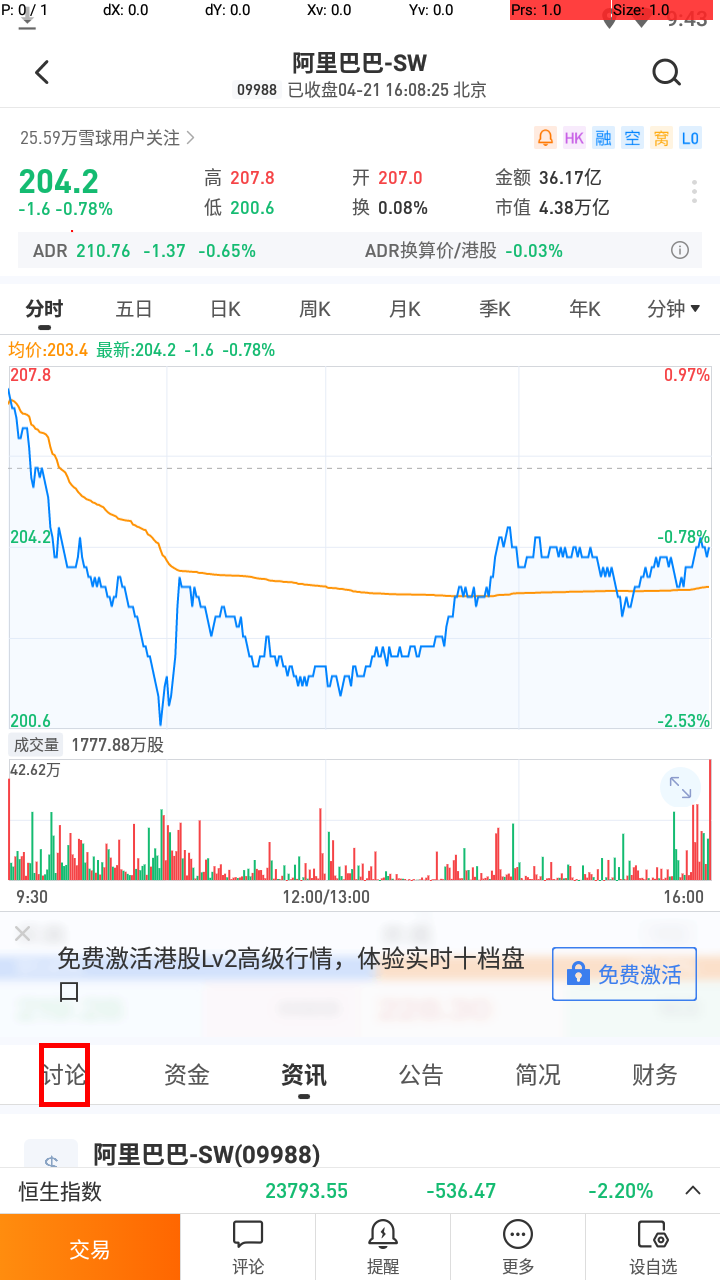 P: 0 / 1 dX: 0.0 dY: 0.0 Xv: 0.0 Yv: 0.0 Prs: 1.0 Size: 1.0
9:43
阿里巴巴-SW
09988 已收盘04-21 16:08:25 北京
25.59万雪球用户关注
HK 融 空 窝 L0
204.2 高 207.8 开 207.0 金额 36.17亿
-1.6 -0.78% 低 200.6 换 0.08% 市值 4.38万亿
ADR 210.76 -1.37 -0.65% ADR换算价/港股 -0.03%
分时 五日 日K 周K 月K 季K 年K 分钟
均价:203.4 最新:204.2 -1.6 -0.78%
207.8 0.97%
204.2 -0.78%
200.6 -2.53%
成交量 1777.88万股
42.62万
9:30 12:00/13:00 16:00
免费激活港股Lv2高级行情，体验实时十档盘
口
免费激活
讨论 资金 资讯 公告 简况 财务
阿里巴巴-SW(09988)
恒生指数 23793.55 -536.47 -2.20%
交易 评论 提醒 更多 设自选